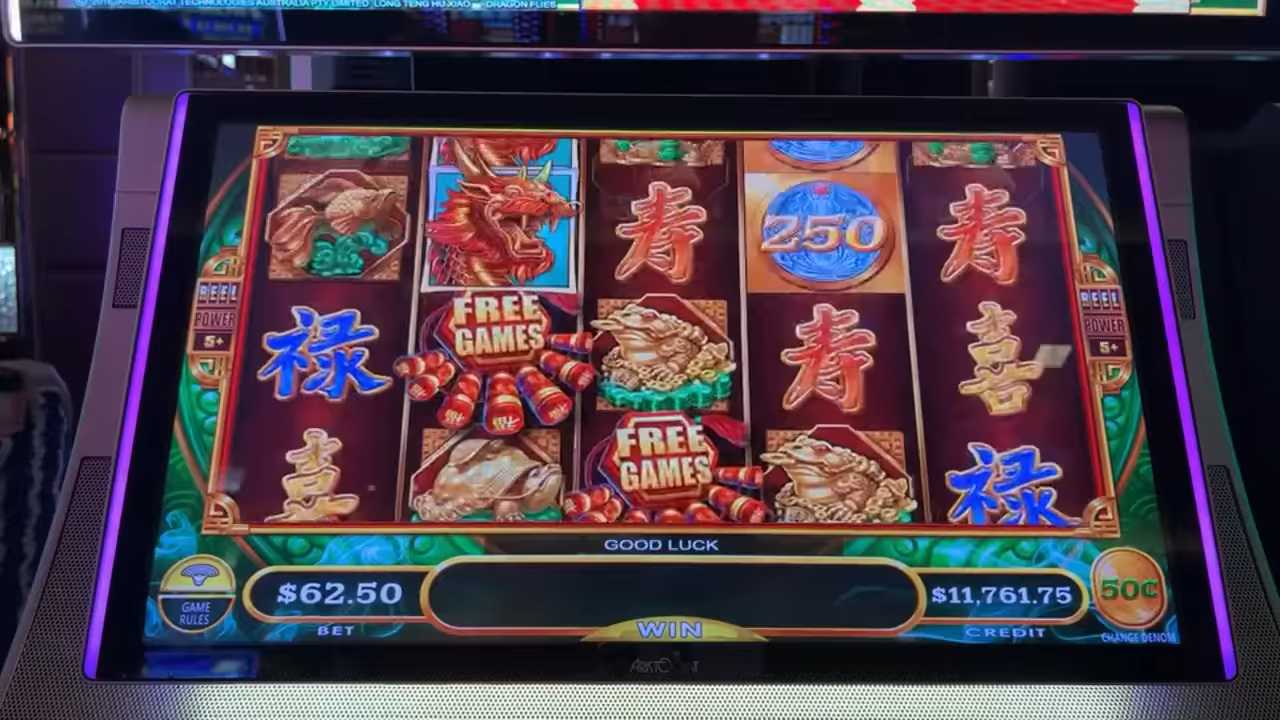 © 2016 ARISTOCRAT TECHNOLOGIES AUSTRALIA PTY LIMITED LONG TENG HU XIAO DRAGON FLIES
寿
250
寿
REEL
POWER
5+
REEL
POWER
5+
禄
FREE
GAMES
寿
喜
喜
FREE
GAMES
禄
GOOD LUCK
GAME
RULES
$62.50
BET
WIN
$11,761.75
CREDIT
50¢
CHANGE DENOM